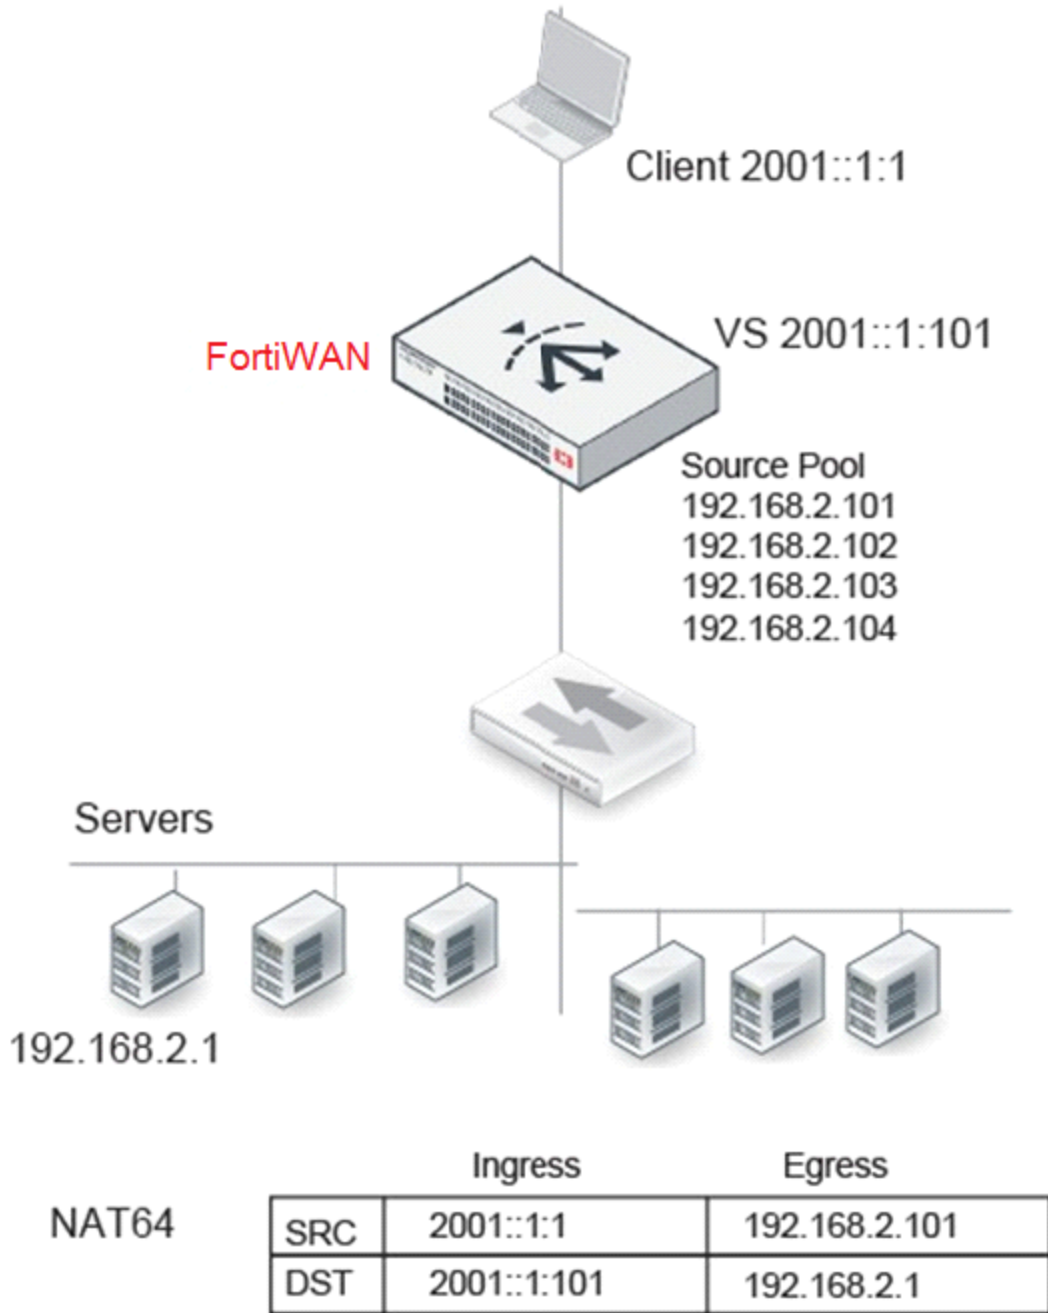 Client 2001::1:1
FortiWAN
VS 2001::1:101
Source Pool
192.168.2.101
192.168.2.102
192.168.2.103
192.168.2.104
Servers
192.168.2.1
Ingress Egress
NAT64
SRC 2001::1:1 192.168.2.101
DST 2001::1:101 192.168.2.1